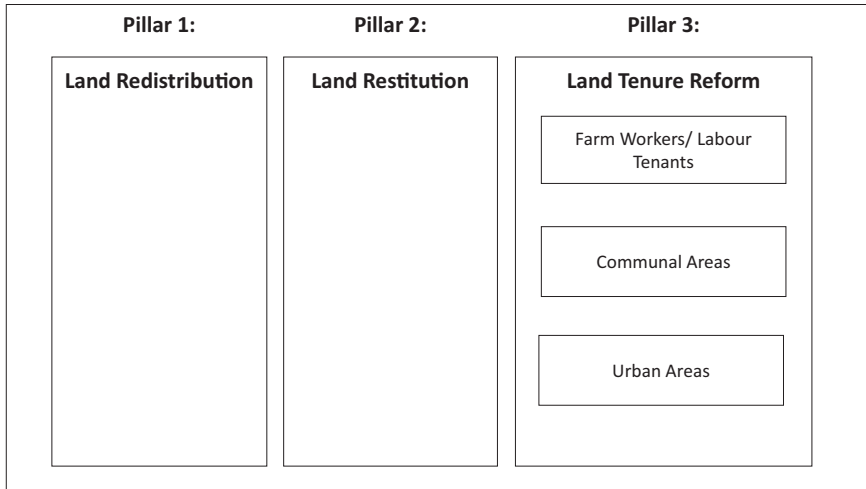 Pillar 1:
Pillar 2:
Pillar 3:
Land Redistribution
Land Restitution
Land Tenure Reform
Farm Workers/ Labour
Tenants
Communal Areas
Urban Areas